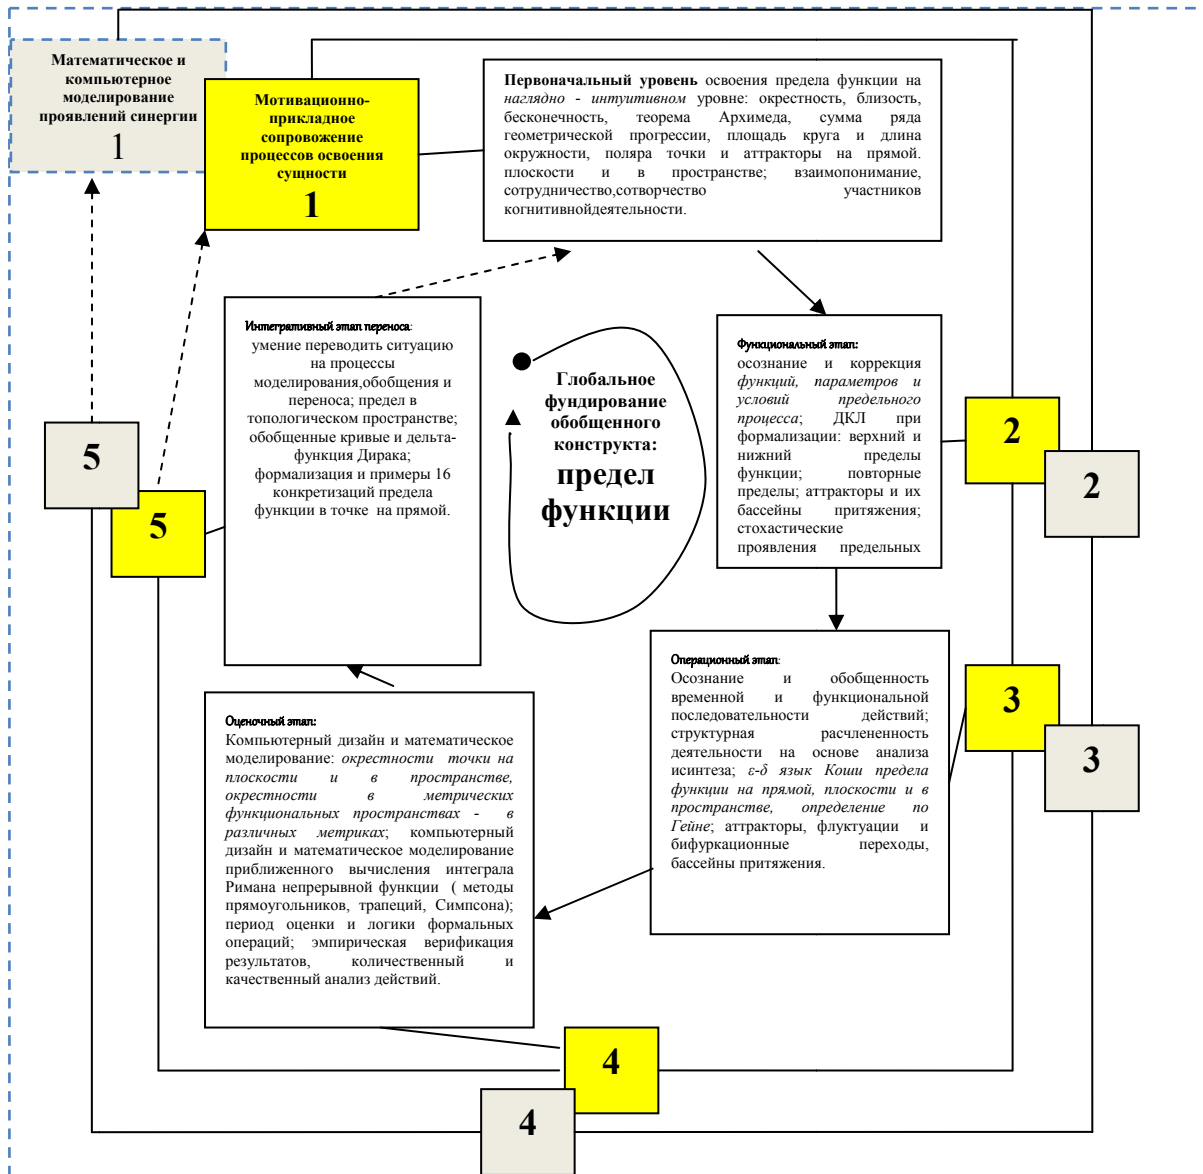 Математическое и
компьютерное
моделирование
проявлений синергии
1
Мотивационно-
прикладное
сопровожение
процессов освоения
сущности
1
Первоначальный уровень освоения предела функции на
наглядно - интуитивном уровне: окрестность, близость,
бесконечность, теорема Архимеда, сумма ряда
геометрической прогрессии, площадь круга и длина
окружности, поляра точки и аттракторы на прямой.
плоскости и в пространстве; взаимопонимание,
сотрудничество,сотворчество участников
когнитивнойдеятельности.
Интегративный этап переноса:
умение переводить ситуацию
на процессы
моделирования,обобщения и
переноса; предел в
топологическом пространстве;
обобщенные кривые и дельта-
функция Дирака;
формализация и примеры 16
конкретизаций предела
функции в точке на прямой.
Глобальное
фундирование
обобщенного
конструкта:
предел
функции
Функциональный этап:
осознание и коррекция
функций, параметров и
условий предельного
процесса; ДКЛ при
формализации: верхний и
нижний пределы
функции; повторные
пределы; аттракторы и их
бассейны притяжения;
стохастические
проявления предельных
2
2
5
5
Операционный этап:
Осознание и обобщенность
временной и функциональной
последовательности действий;
структурная расчлененность
деятельности на основе анализа
исинтеза; ε-δ язык Коши предела
функции на прямой, плоскости и в
пространстве, определение по
Гейне; аттракторы, флуктуации и
бифуркационные переходы,
бассейны притяжения.
3
3
Оценочный этап:
Компьютерный дизайн и математическое
моделирование: окрестности точки на
плоскости и в пространстве,
окрестности в метрических
функциональных пространствах - в
различных метриках; компьютерный
дизайн и математическое моделирование
приближенного вычисления интеграла
Римана непрерывной функции ( методы
прямоугольников, трапеций, Симпсона);
период оценки и логики формальных
операций; эмпирическая верификация
результатов, количественный и
качественный анализ действий.
4
4